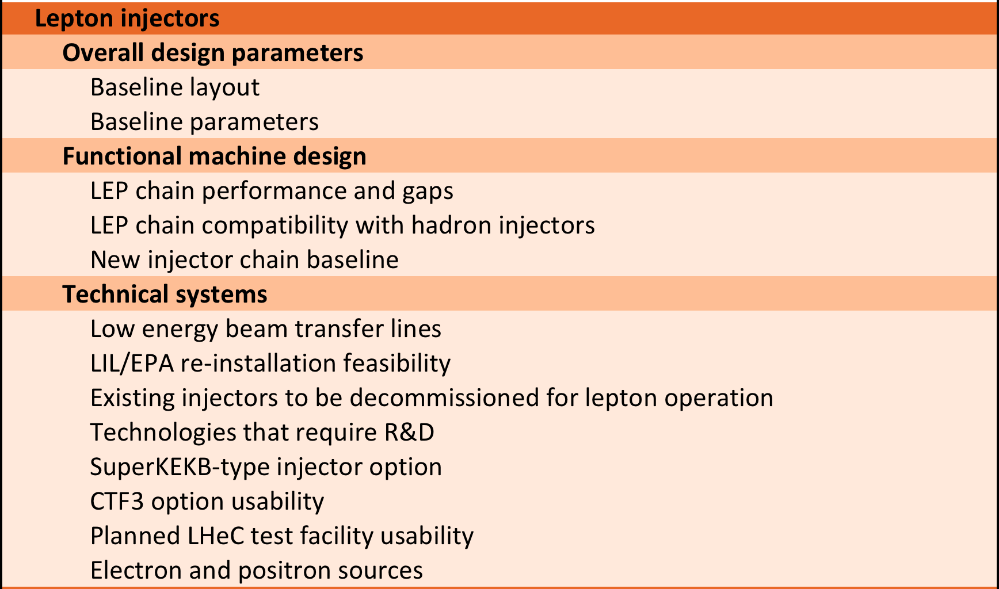 Lepton injectors
Overall design parameters
Baseline layout
Baseline parameters
Functional machine design
LEP chain performance and gaps
LEP chain compatibility with hadron injectors
New injector chain baseline
Technical systems
Low energy beam transfer lines
LIL/EPA re-installation feasibility
Existing injectors to be decommissioned for lepton operation
Technologies that require R&D
SuperKEKB-type injector option
CTF3 option usability
Planned LHeC test facility usability
Electron and positron sources